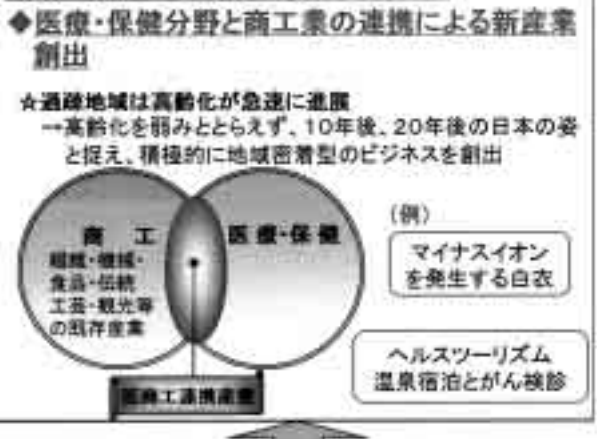 ◆医療・保健分野と商工業の連携による新産業
創出
☆過疎地域は高齢化が急速に進展
→高齢化を弱みととらえず、10年後、20年後の日本の姿
と捉え、積極的に地域密着型のビジネスを創出
商 工
繊維・機械・
食品・伝統
工芸・観光等
の既存産業
医療・保健
(例)
マイナスイオン
を発生する白衣
ヘルスツーリズム
温泉宿泊とがん検診
医商工連携産業